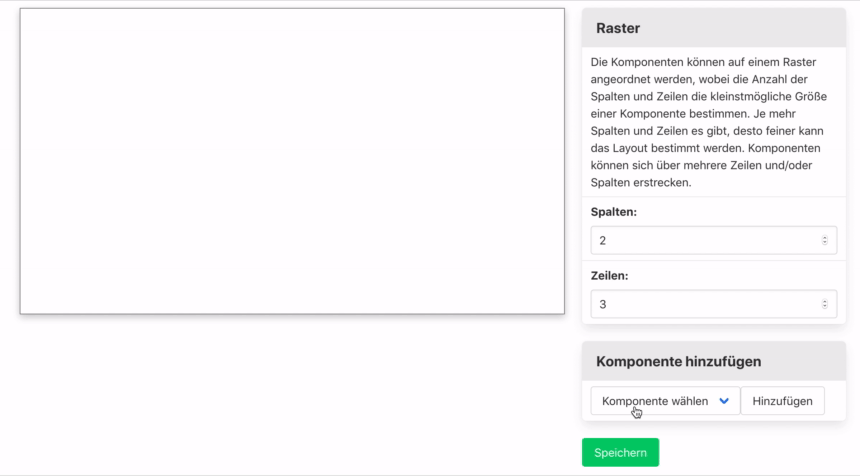 Raster
Die Komponenten können auf einem Raster
angeordnet werden, wobei die Anzahl der
Spalten und Zeilen die kleinstmögliche Größe
einer Komponente bestimmen. Je mehr
Spalten und Zeilen es gibt, desto feiner kann
das Layout bestimmt werden. Komponenten
können sich über mehrere Zeilen und/oder
Spalten erstrecken.
Spalten:
2
Zeilen:
3
Komponente hinzufügen
Komponente wählen Hinzufügen
Speichern